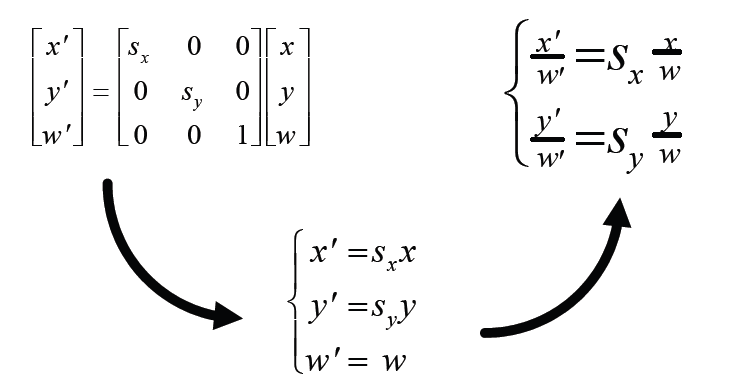 [x′ y′ w′] = [s_x 0 0; 0 s_y 0; 0 0 1] [x y w]
x′ = s_x x
y′ = s_y y
w′ = w
x′/w′ = s_x x/w
y′/w′ = s_y y/w